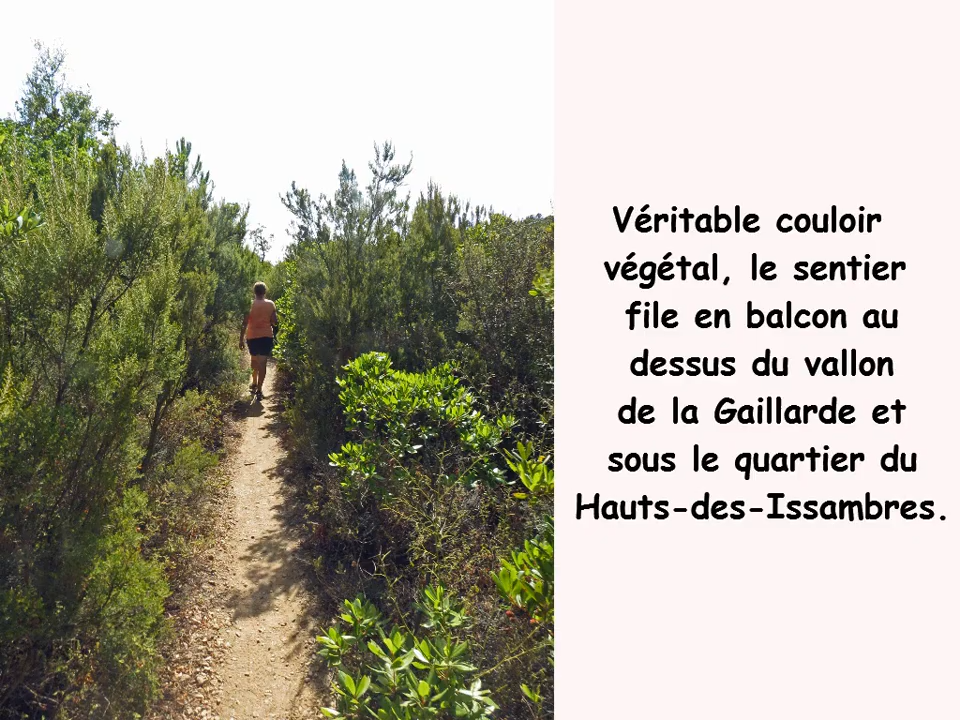 Véritable couloir
végétal, le sentier
file en balcon au
dessus du vallon
de la Gaillarde et
sous le quartier du
Hauts-des-Issambres.